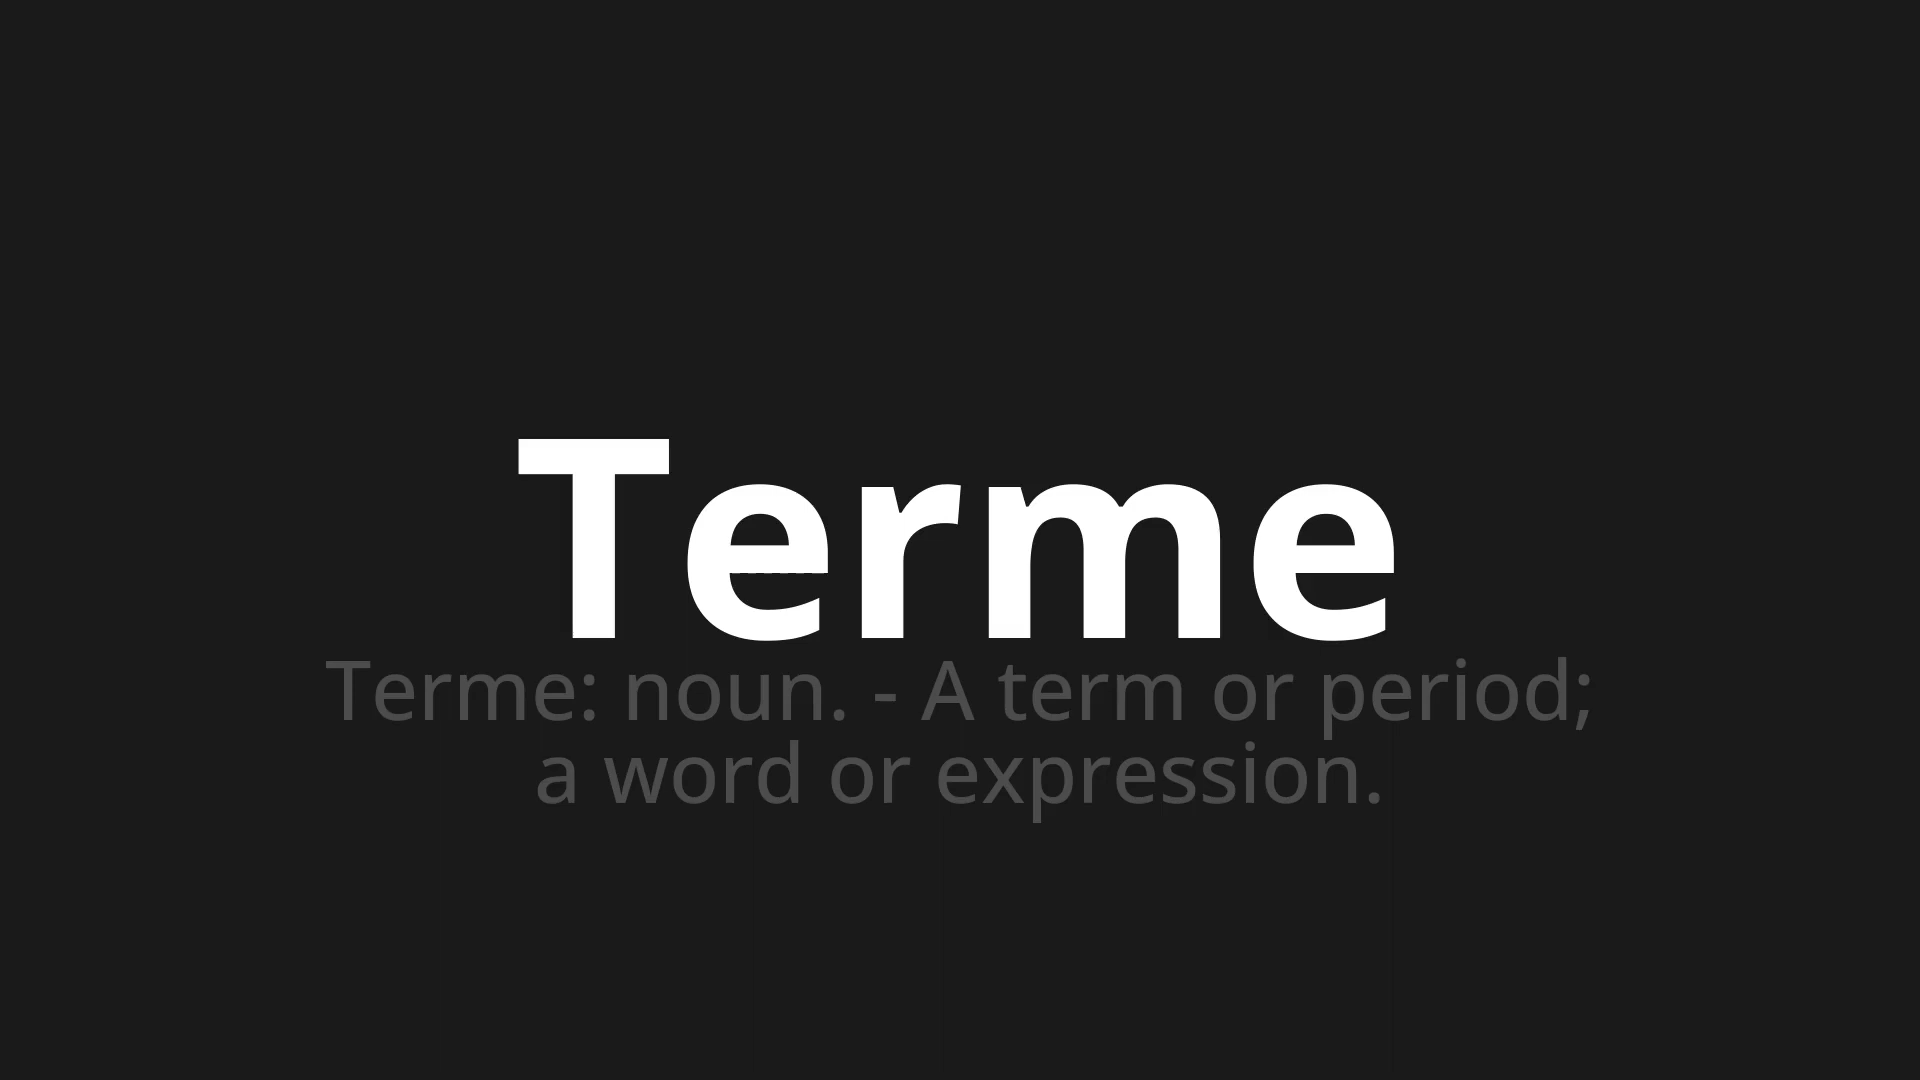 Terme
Terme: noun. - A term or period;
a word or expression.